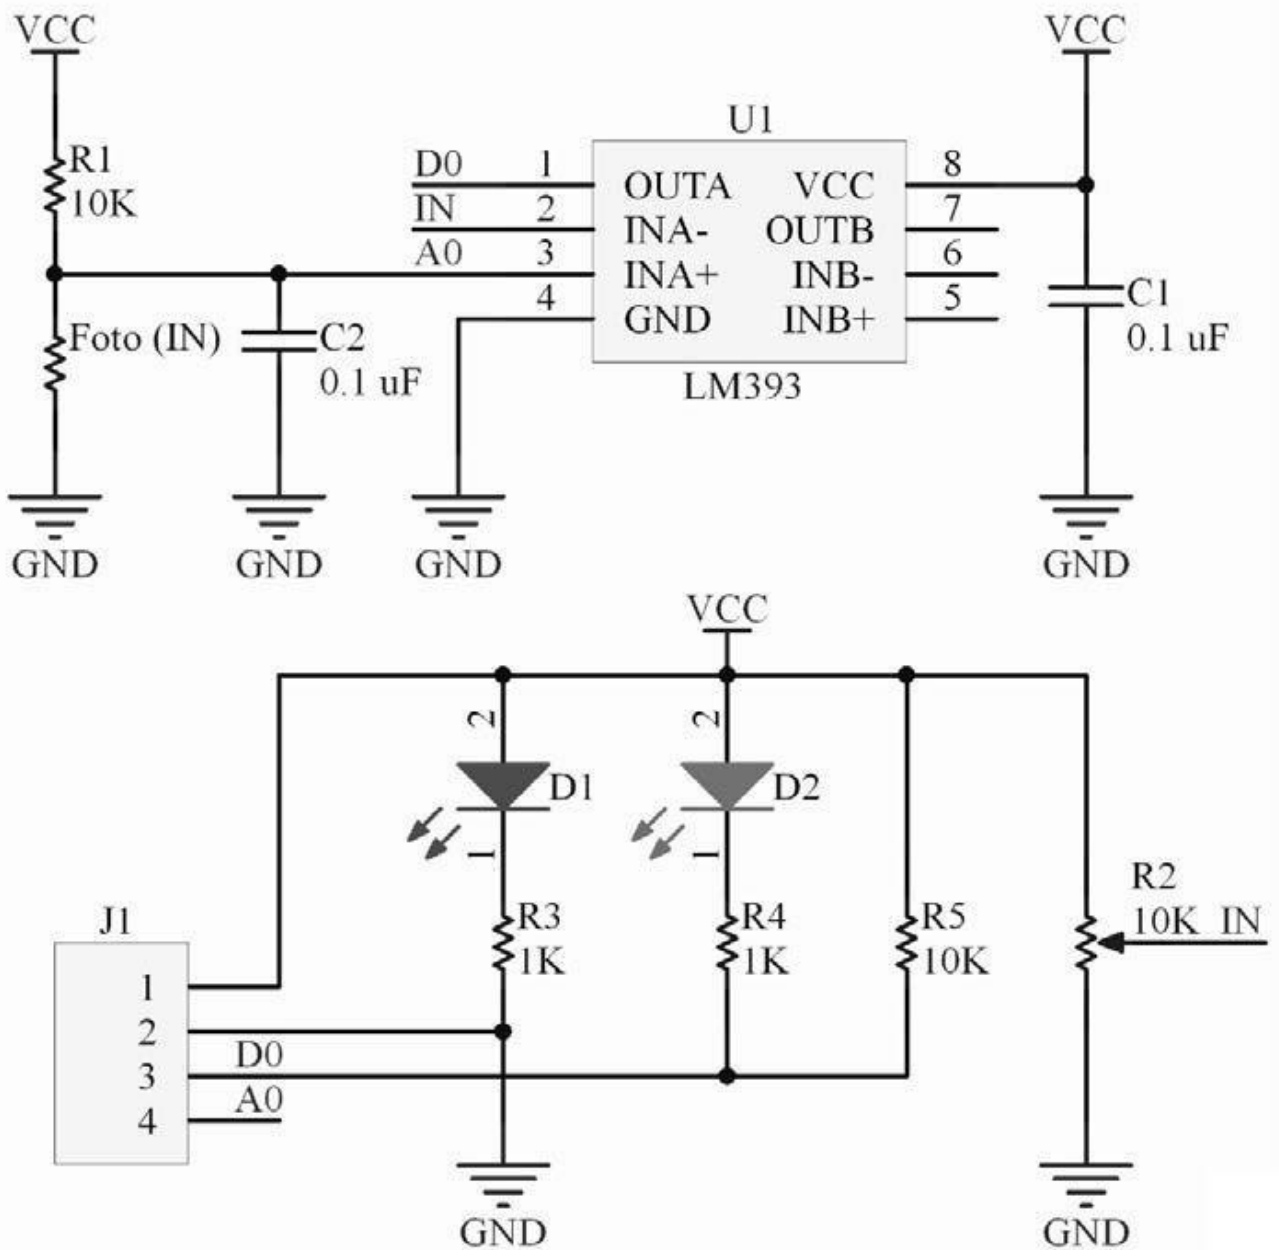 VCC
VCC
U1
R1
10K
D0 1
IN 2
A0 3
4
OUTA VCC
INA- OUTB
INA+ INB-
GND INB+
8
7
6
5
LM393
Foto (IN)
C2
0.1 uF
C1
0.1 uF
GND
GND
GND
GND
VCC
2
D1
1
2
D2
1
R3
1K
R4
1K
R5
10K
R2
10K IN
J1
1
2
3
4
D0
A0
GND
GND